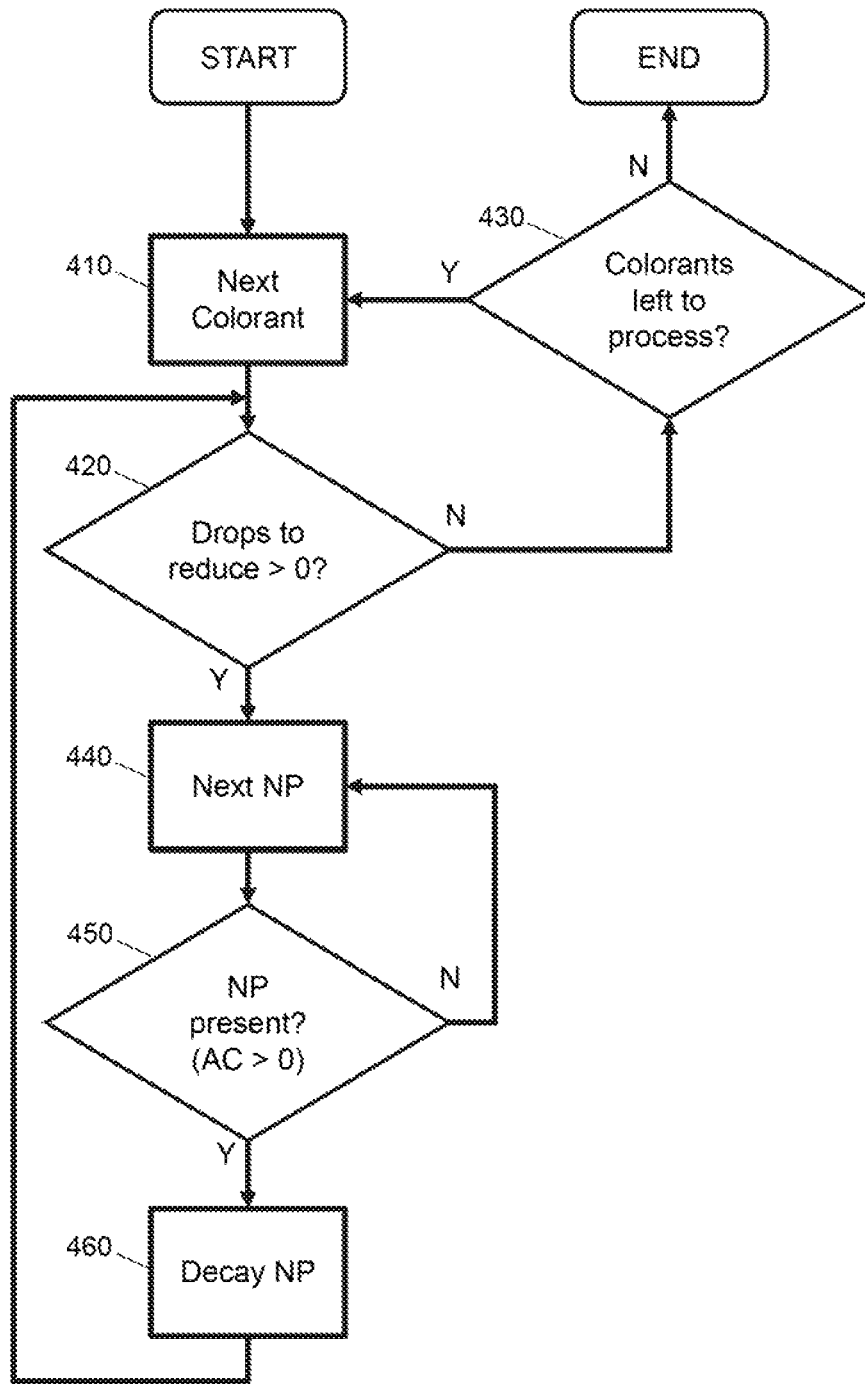 START
END
N
430
410
Next
Colorant
Y
Colorants
left to
process?
420
Drops to
reduce > 0?
N
Y
440
Next NP
450
NP
present?
(AC > 0)
N
Y
460
Decay NP